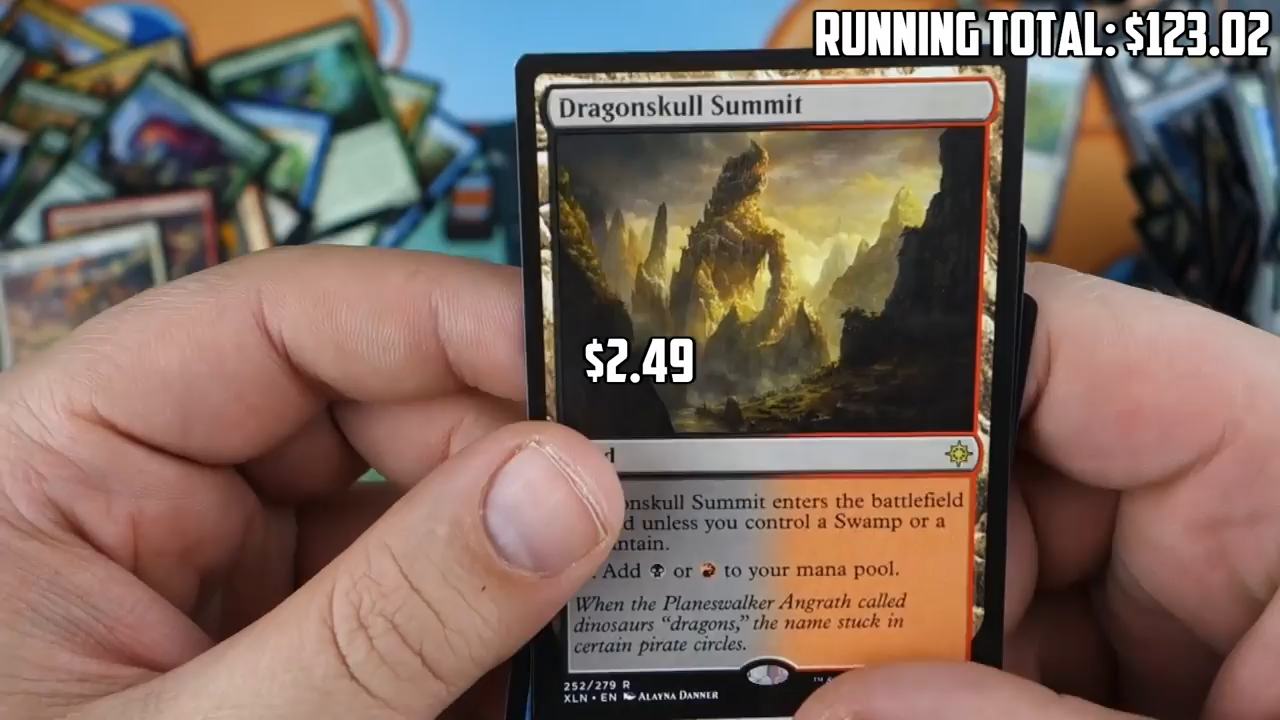 RUNNING TOTAL: $123.02
Dragonskull Summit
$2.49
d
onskull Summit enters the battlefield
d unless you control a Swamp or a
ntain.
. Add or to your mana pool.
When the Planeswalker Angrath called
dinosaurs “dragons,” the name stuck in
certain pirate circles.
252/279 R
XLN • EN ALAYNA DANNER